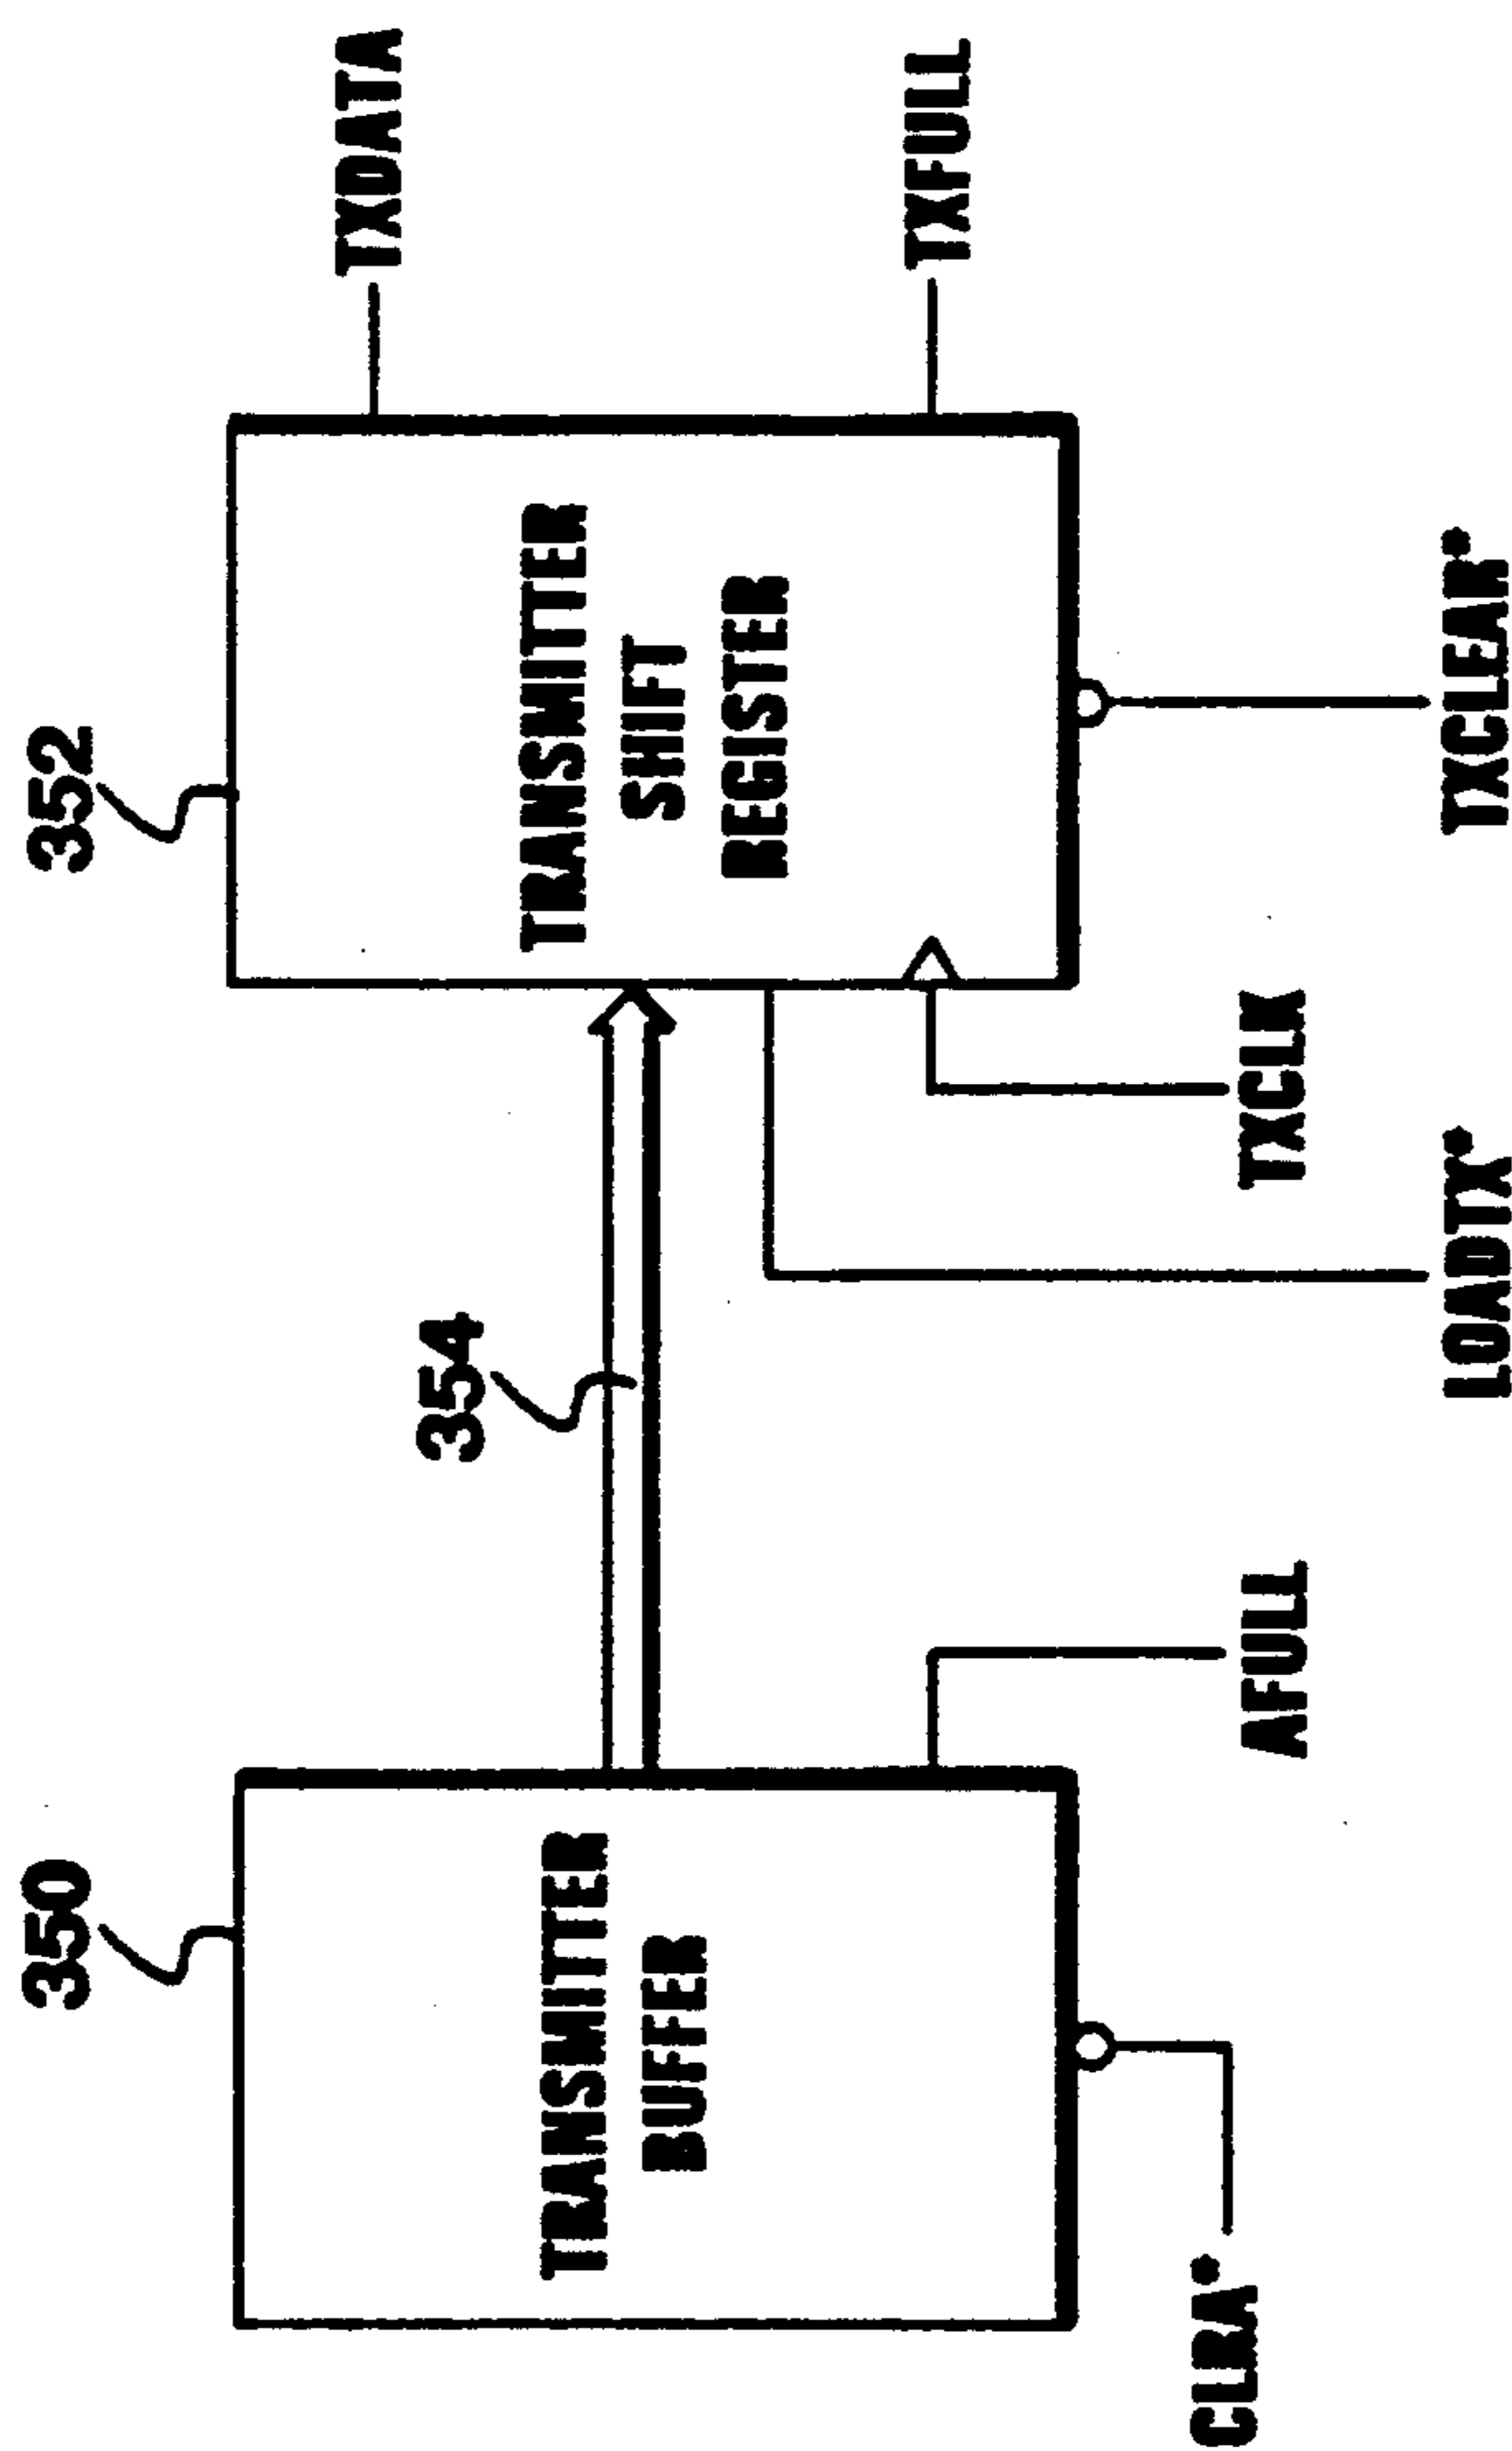 350
TRANSMITTER
BUFFER
CLRA*
AFULL
354
352
TRANSMITTER
SHIFT
REGISTER
TXDATA
TXFULL
TXCLK
LOADTX*
TXCLEAR*